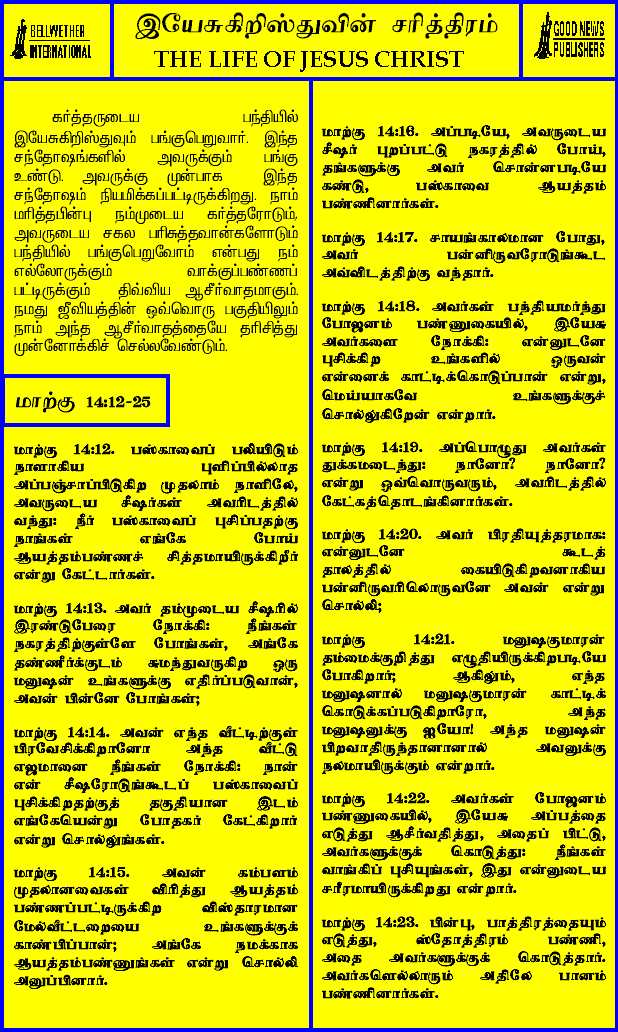 BELLWETHER
INTERNATIONAL
இயேசுகிறிஸ்துவின் சரித்திரம்
THE LIFE OF JESUS CHRIST
GOOD NEWS
PUBLISHERS
கர்த்தருடைய பந்தியில்
இயேசுகிறிஸ்துவும் பங்குபெறுவார். இந்த
சந்தோஷங்களில் அவருக்கும் பங்கு
உண்டு. அவருக்கு முன்பாக இந்த
சந்தோஷம் நியமிக்கப்பட்டிருக்கிறது. நாம்
மரித்தபின்பு நம்முடைய கர்த்தரோடும்,
அவருடைய சகல பரிசுத்தவான்களோடும்
பந்தியில் பங்குபெறுவோம் என்பது நம்
எல்லோருக்கும் வாக்குப்பண்ணப்
பட்டிருக்கும் திவ்விய ஆசீர்வாதமாகும்.
நமது ஜீவியத்தின் ஒவ்வொரு பகுதியிலும்
நாம் அந்த ஆசீர்வாதத்தையே தரிசித்து
முன்னோக்கிச் செல்லவேண்டும்.
மாற்கு 14:12-25
மாற்கு 14:12. பஸ்காவைப் பலியிடும்
நாளாகிய புளிப்பில்லாத
அப்பஞ்சாப்பிடுகிற முதலாம் நாளிலே,
அவருடைய சீஷர்கள் அவரிடத்தில்
வந்து: நீர் பஸ்காவைப் புசிப்பதற்கு
நாங்கள் எங்கே போய்
ஆயத்தம்பண்ணச் சித்தமாயிருக்கிறீர்
என்று கேட்டார்கள்.
மாற்கு 14:13. அவர் தம்முடைய சீஷரில்
இரண்டுபேரை நோக்கி: நீங்கள்
நகரத்திற்குள்ளே போங்கள், அங்கே
தண்ணீர்க்குடம் சுமந்துவருகிற ஒரு
மனுஷன் உங்களுக்கு எதிர்ப்படுவான்,
அவன் பின்னே போங்கள்;
மாற்கு 14:14. அவன் எந்த வீட்டிற்குள்
பிரவேசிக்கிறானோ அந்த வீட்டு
எஜமானை நீங்கள் நோக்கி: நான்
என் சீஷரோடுங்கூடப் பஸ்காவைப்
புசிக்கிறதற்குத் தகுதியான இடம்
எங்கேயென்று போதகர் கேட்கிறார்
என்று சொல்லுங்கள்.
மாற்கு 14:15. அவன் கம்பளம்
முதலானவைகள் விரித்து ஆயத்தம்
பண்ணப்பட்டிருக்கிற விஸ்தாரமான
மேல்வீட்டறையை உங்களுக்குக்
காண்பிப்பான்; அங்கே நமக்காக
ஆயத்தம்பண்ணுங்கள் என்று சொல்லி
அனுப்பினார்.
மாற்கு 14:16. அப்படியே, அவருடைய
சீஷர் புறப்பட்டு நகரத்தில் போய்,
தங்களுக்கு அவர் சொன்னபடியே
கண்டு, பஸ்காவை ஆயத்தம்
பண்ணினார்கள்.
மாற்கு 14:17. சாயங்காலமான போது,
அவர் பன்னிருவரோடுங்கூட
அவ்விடத்திற்கு வந்தார்.
மாற்கு 14:18. அவர்கள் பந்தியமர்ந்து
போஜனம் பண்ணுகையில், இயேசு
அவர்களை நோக்கி: என்னுடனே
புசிக்கிற உங்களில் ஒருவன்
என்னைக் காட்டிக்கொடுப்பான் என்று,
மெய்யாகவே உங்களுக்குச்
சொல்லுகிறேன் என்றார்.
மாற்கு 14:19. அப்பொழுது அவர்கள்
துக்கமடைந்து: நானோ? நானோ?
என்று ஒவ்வொருவரும், அவரிடத்தில்
கேட்கத்தொடங்கினார்கள்.
மாற்கு 14:20. அவர் பிரதியுத்தரமாக:
என்னுடனே கூடத்
தாலத்தில் கையிடுகிறவனாகிய
பன்னிருவரிலொருவனே அவன் என்று
சொல்லி;
மாற்கு 14:21. மனுஷகுமாரன்
தம்மைக்குறித்து எழுதியிருக்கிறபடியே
போகிறார்; ஆகிலும், எந்த
மனுஷனால் மனுஷகுமாரன் காட்டிக்
கொடுக்கப்படுகிறாரோ, அந்த
மனுஷனுக்கு ஐயோ! அந்த மனுஷன்
பிறவாதிருந்தானானால் அவனுக்கு
நலமாயிருக்கும் என்றார்.
மாற்கு 14:22. அவர்கள் போஜனம்
பண்ணுகையில், இயேசு அப்பத்தை
எடுத்து ஆசீர்வதித்து, அதைப் பிட்டு,
அவர்களுக்குக் கொடுத்து: நீங்கள்
வாங்கிப் புசியுங்கள், இது என்னுடைய
சரீரமாயிருக்கிறது என்றார்.
மாற்கு 14:23. பின்பு, பாத்திரத்தையும்
எடுத்து, ஸ்தோத்திரம் பண்ணி,
அதை அவர்களுக்குக் கொடுத்தார்.
அவர்களெல்லாரும் அதிலே பானம்
பண்ணினார்கள்.